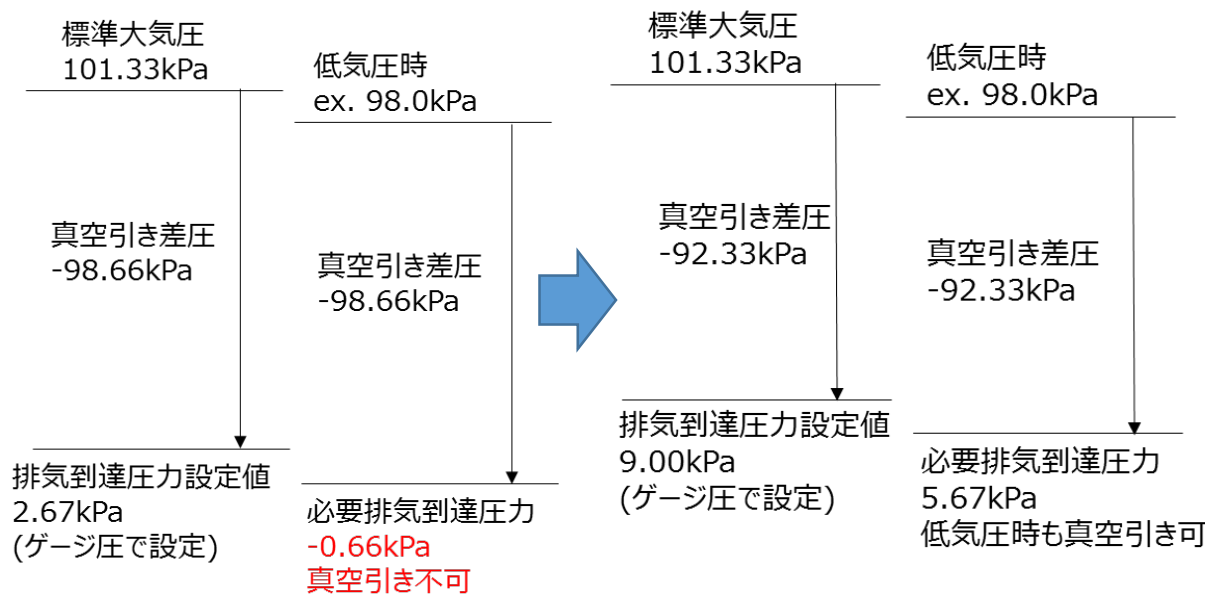 標準大気圧
101.33kPa
低気圧時
ex. 98.0kPa
真空引き差圧
-98.66kPa
真空引き差圧
-98.66kPa
排気到達圧力設定値
2.67kPa
(ゲージ圧で設定)
必要排気到達圧力
-0.66kPa
真空引き不可
標準大気圧
101.33kPa
低気圧時
ex. 98.0kPa
真空引き差圧
-92.33kPa
真空引き差圧
-92.33kPa
排気到達圧力設定値
9.00kPa
(ゲージ圧で設定)
必要排気到達圧力
5.67kPa
低気圧時も真空引き可